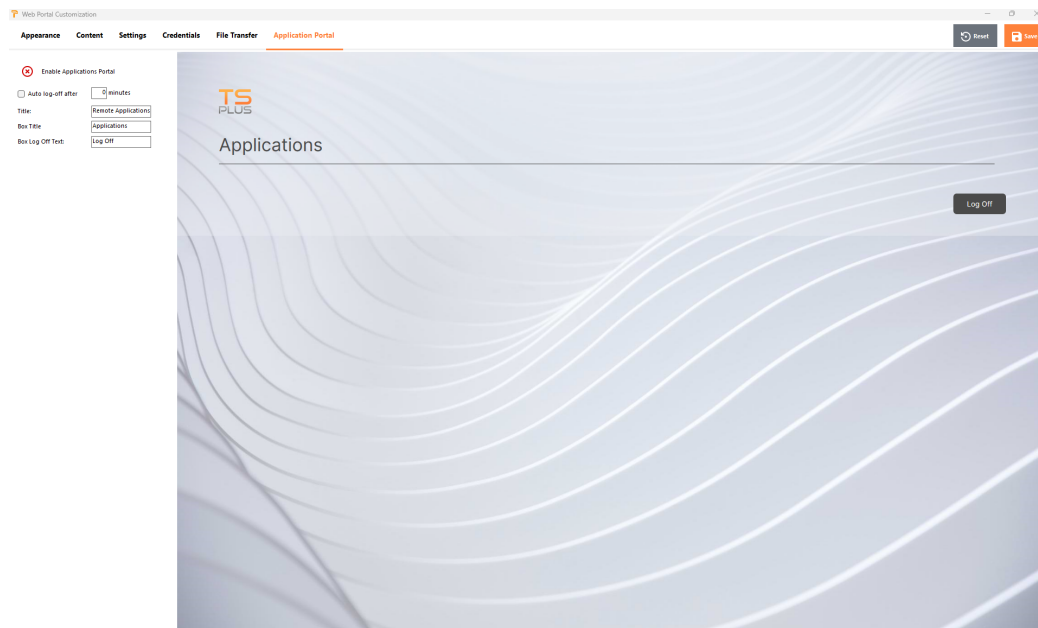 Web Portal Customization
Appearance Content Settings Credentials File Transfer Application Portal
Reset Save
Enable Applications Portal
Auto log-off after 0 minutes
Title: Remote Applications
Box Title Applications
Box Log Off Text: Log Off
TS
PLUS
Applications
Log Off